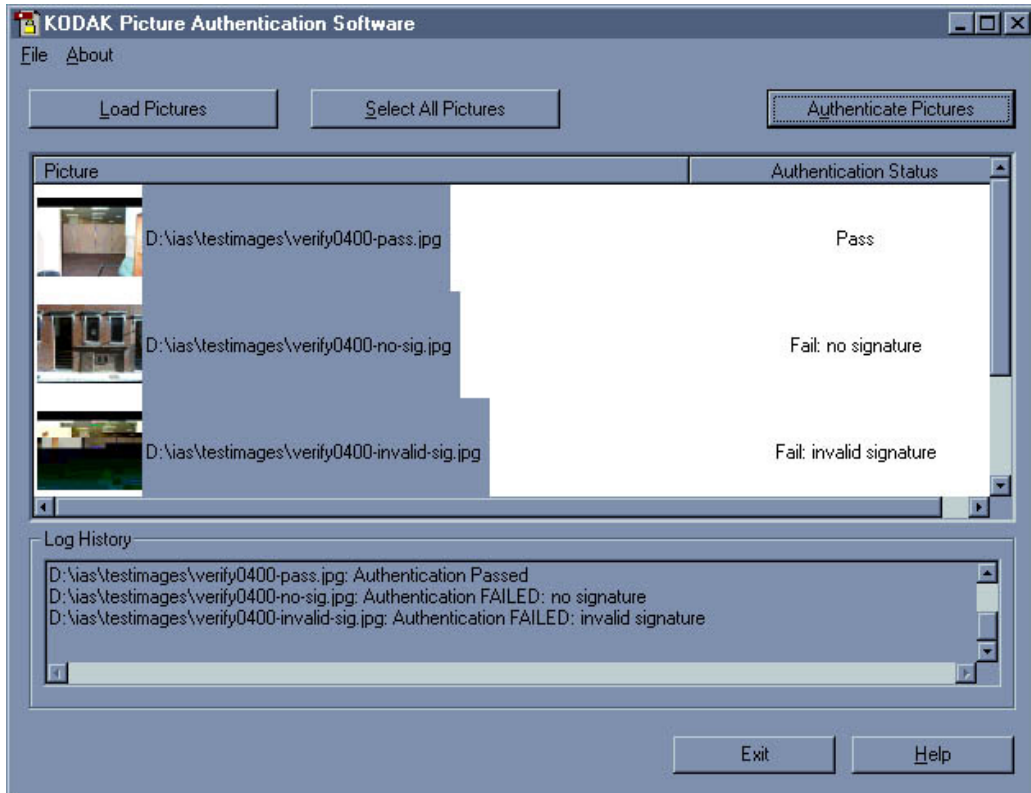 KODAK Picture Authentication Software
File About
Load Pictures Select All Pictures Authenticate Pictures
Picture Authentication Status
D:\ias\testimages\verify0400-pass.jpg Pass
D:\ias\testimages\verify0400-no-sig.jpg Fail: no signature
D:\ias\testimages\verify0400-invalid-sig.jpg Fail: invalid signature
Log History
D:\ias\testimages\verify0400-pass.jpg: Authentication Passed
D:\ias\testimages\verify0400-no-sig.jpg: Authentication FAILED: no signature
D:\ias\testimages\verify0400-invalid-sig.jpg: Authentication FAILED: invalid signature
Exit Help